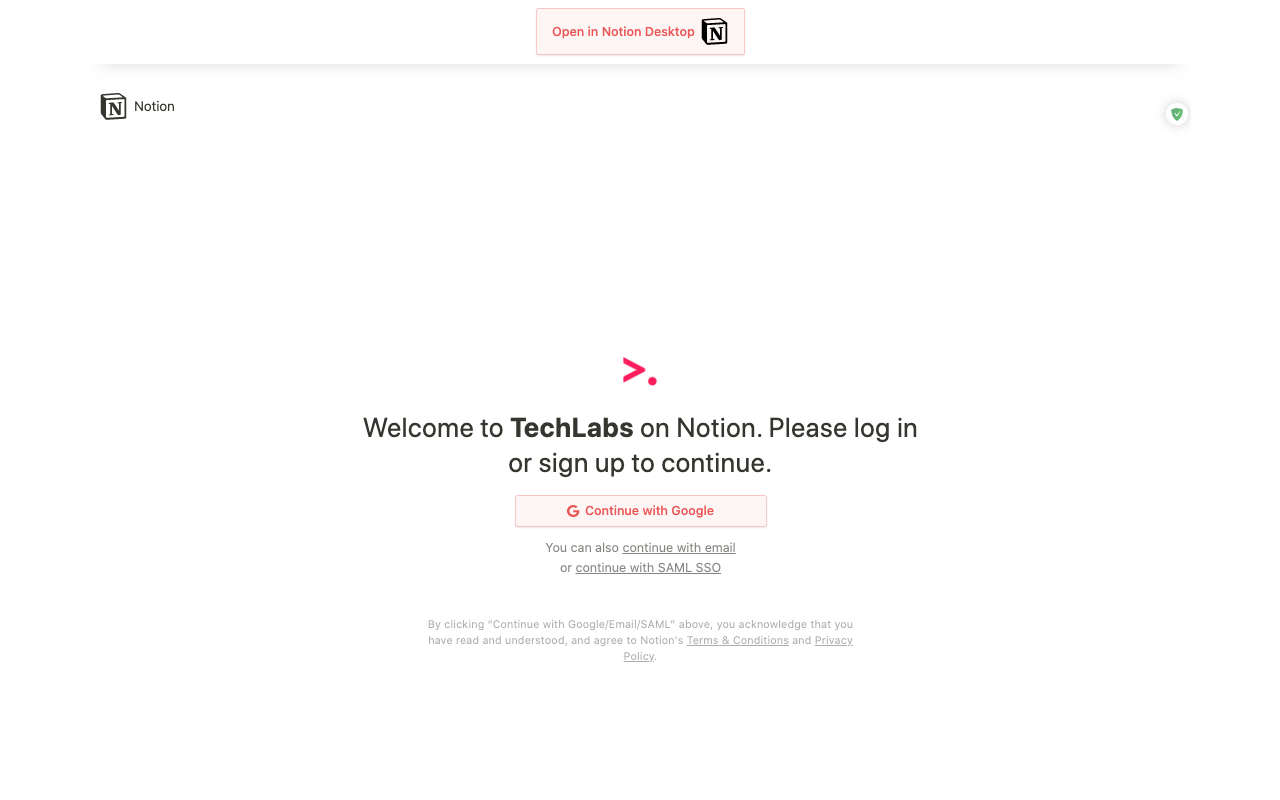 Open in Notion Desktop
Notion
>.
Welcome to TechLabs on Notion. Please log in
or sign up to continue.
Continue with Google
You can also continue with email
or continue with SAML SSO
By clicking “Continue with Google/Email/SAML” above, you acknowledge that you
have read and understood, and agree to Notion's Terms & Conditions and Privacy
Policy.